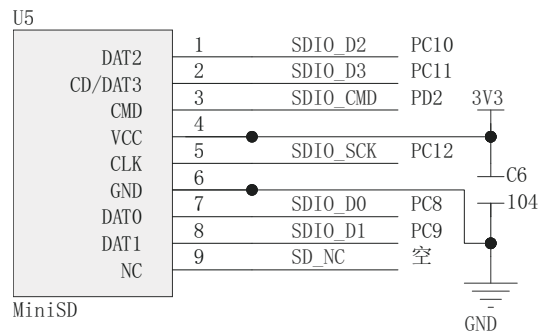 U5
DAT2 1 SDIO_D2 PC10
CD/DAT3 2 SDIO_D3 PC11
CMD 3 SDIO_CMD PD2 3V3
VCC 4
CLK 5 SDIO_SCK PC12
C6
GND 6
DAT0 7 SDIO_D0 PC8 104
DAT1 8 SDIO_D1 PC9
NC 9 SD_NC 空
MiniSD
GND